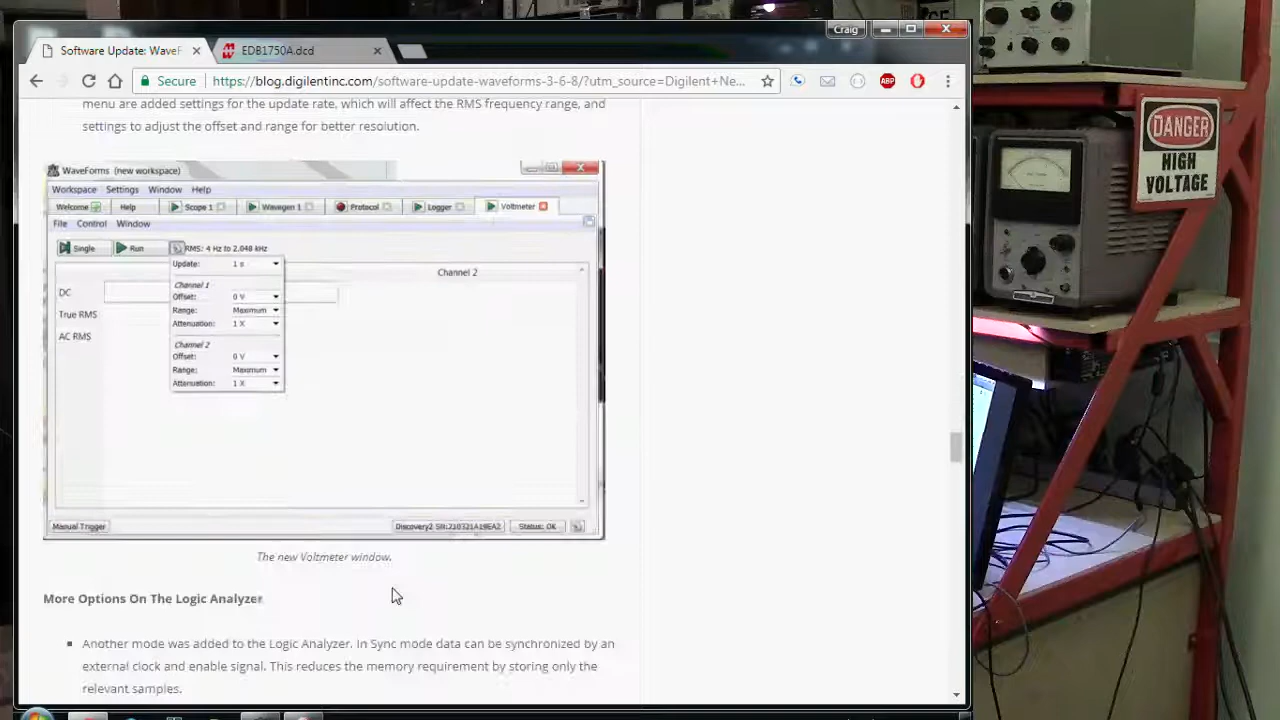 Craig
Software Update: WaveF
EDB1750A.dcd
Secure
https://blog.digilentinc.com/software-update-waveforms-3-6-8/?utm_source=Digilent+Ne...
ABP
menu are added settings for the update rate, which will affect the RMS frequency range, and
settings to adjust the offset and range for better resolution.
WaveForms (new workspace)
Workspace Settings Window Help
Welcome Help Scope 1 Wavegen 1 Protocol Logger Voltmeter
File Control Window
Single Run RMS: 4 Hz to 2.048 kHz
Update: 1 s
Channel 2
Channel 1
DC
Offset: 0 V
Range: Maximum
True RMS
Attenuation: 1 X
AC RMS
Channel 2
Offset: 0 V
Range: Maximum
Attenuation: 1 X
Manual Trigger
Discovery2 SN:210321A19EA2 Status: OK
The new Voltmeter window.
More Options On The Logic Analyzer
Another mode was added to the Logic Analyzer. In Sync mode data can be synchronized by an
external clock and enable signal. This reduces the memory requirement by storing only the
relevant samples.
DANGER
HIGH
VOLTAGE